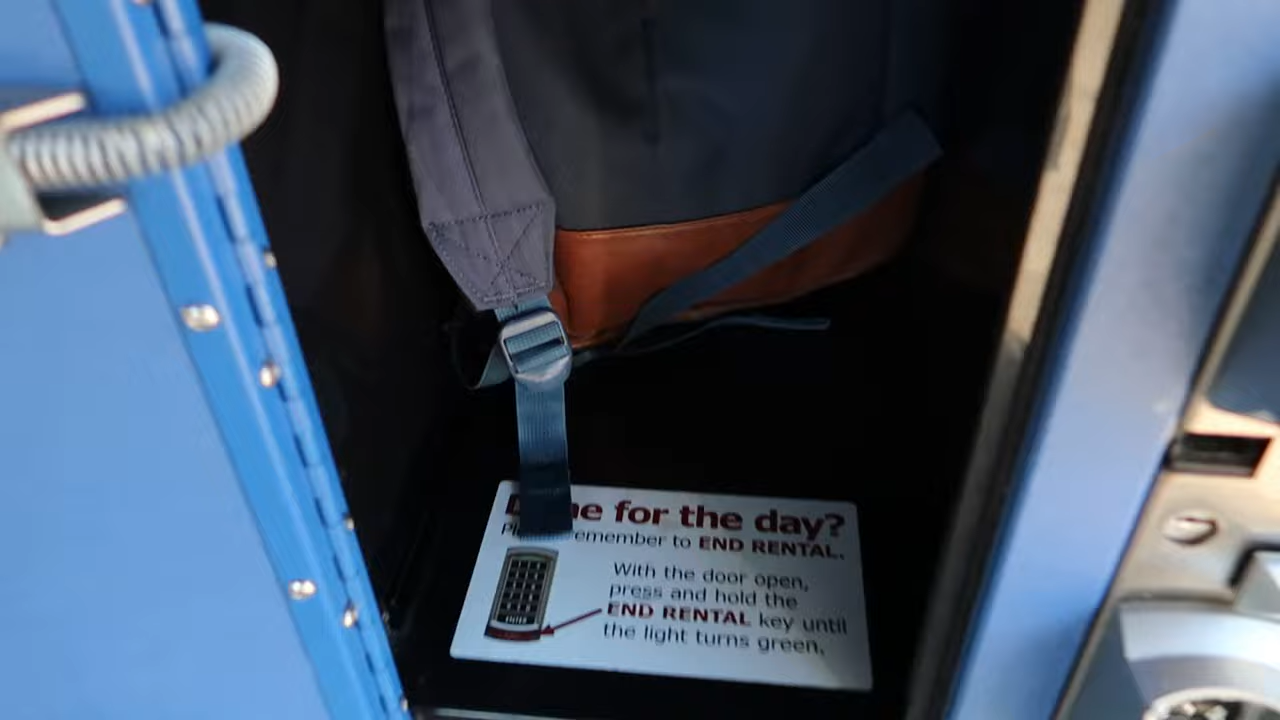 for the day?
remember to END RENTAL.
With the door open,
press and hold the
END RENTAL key until
the light turns green.